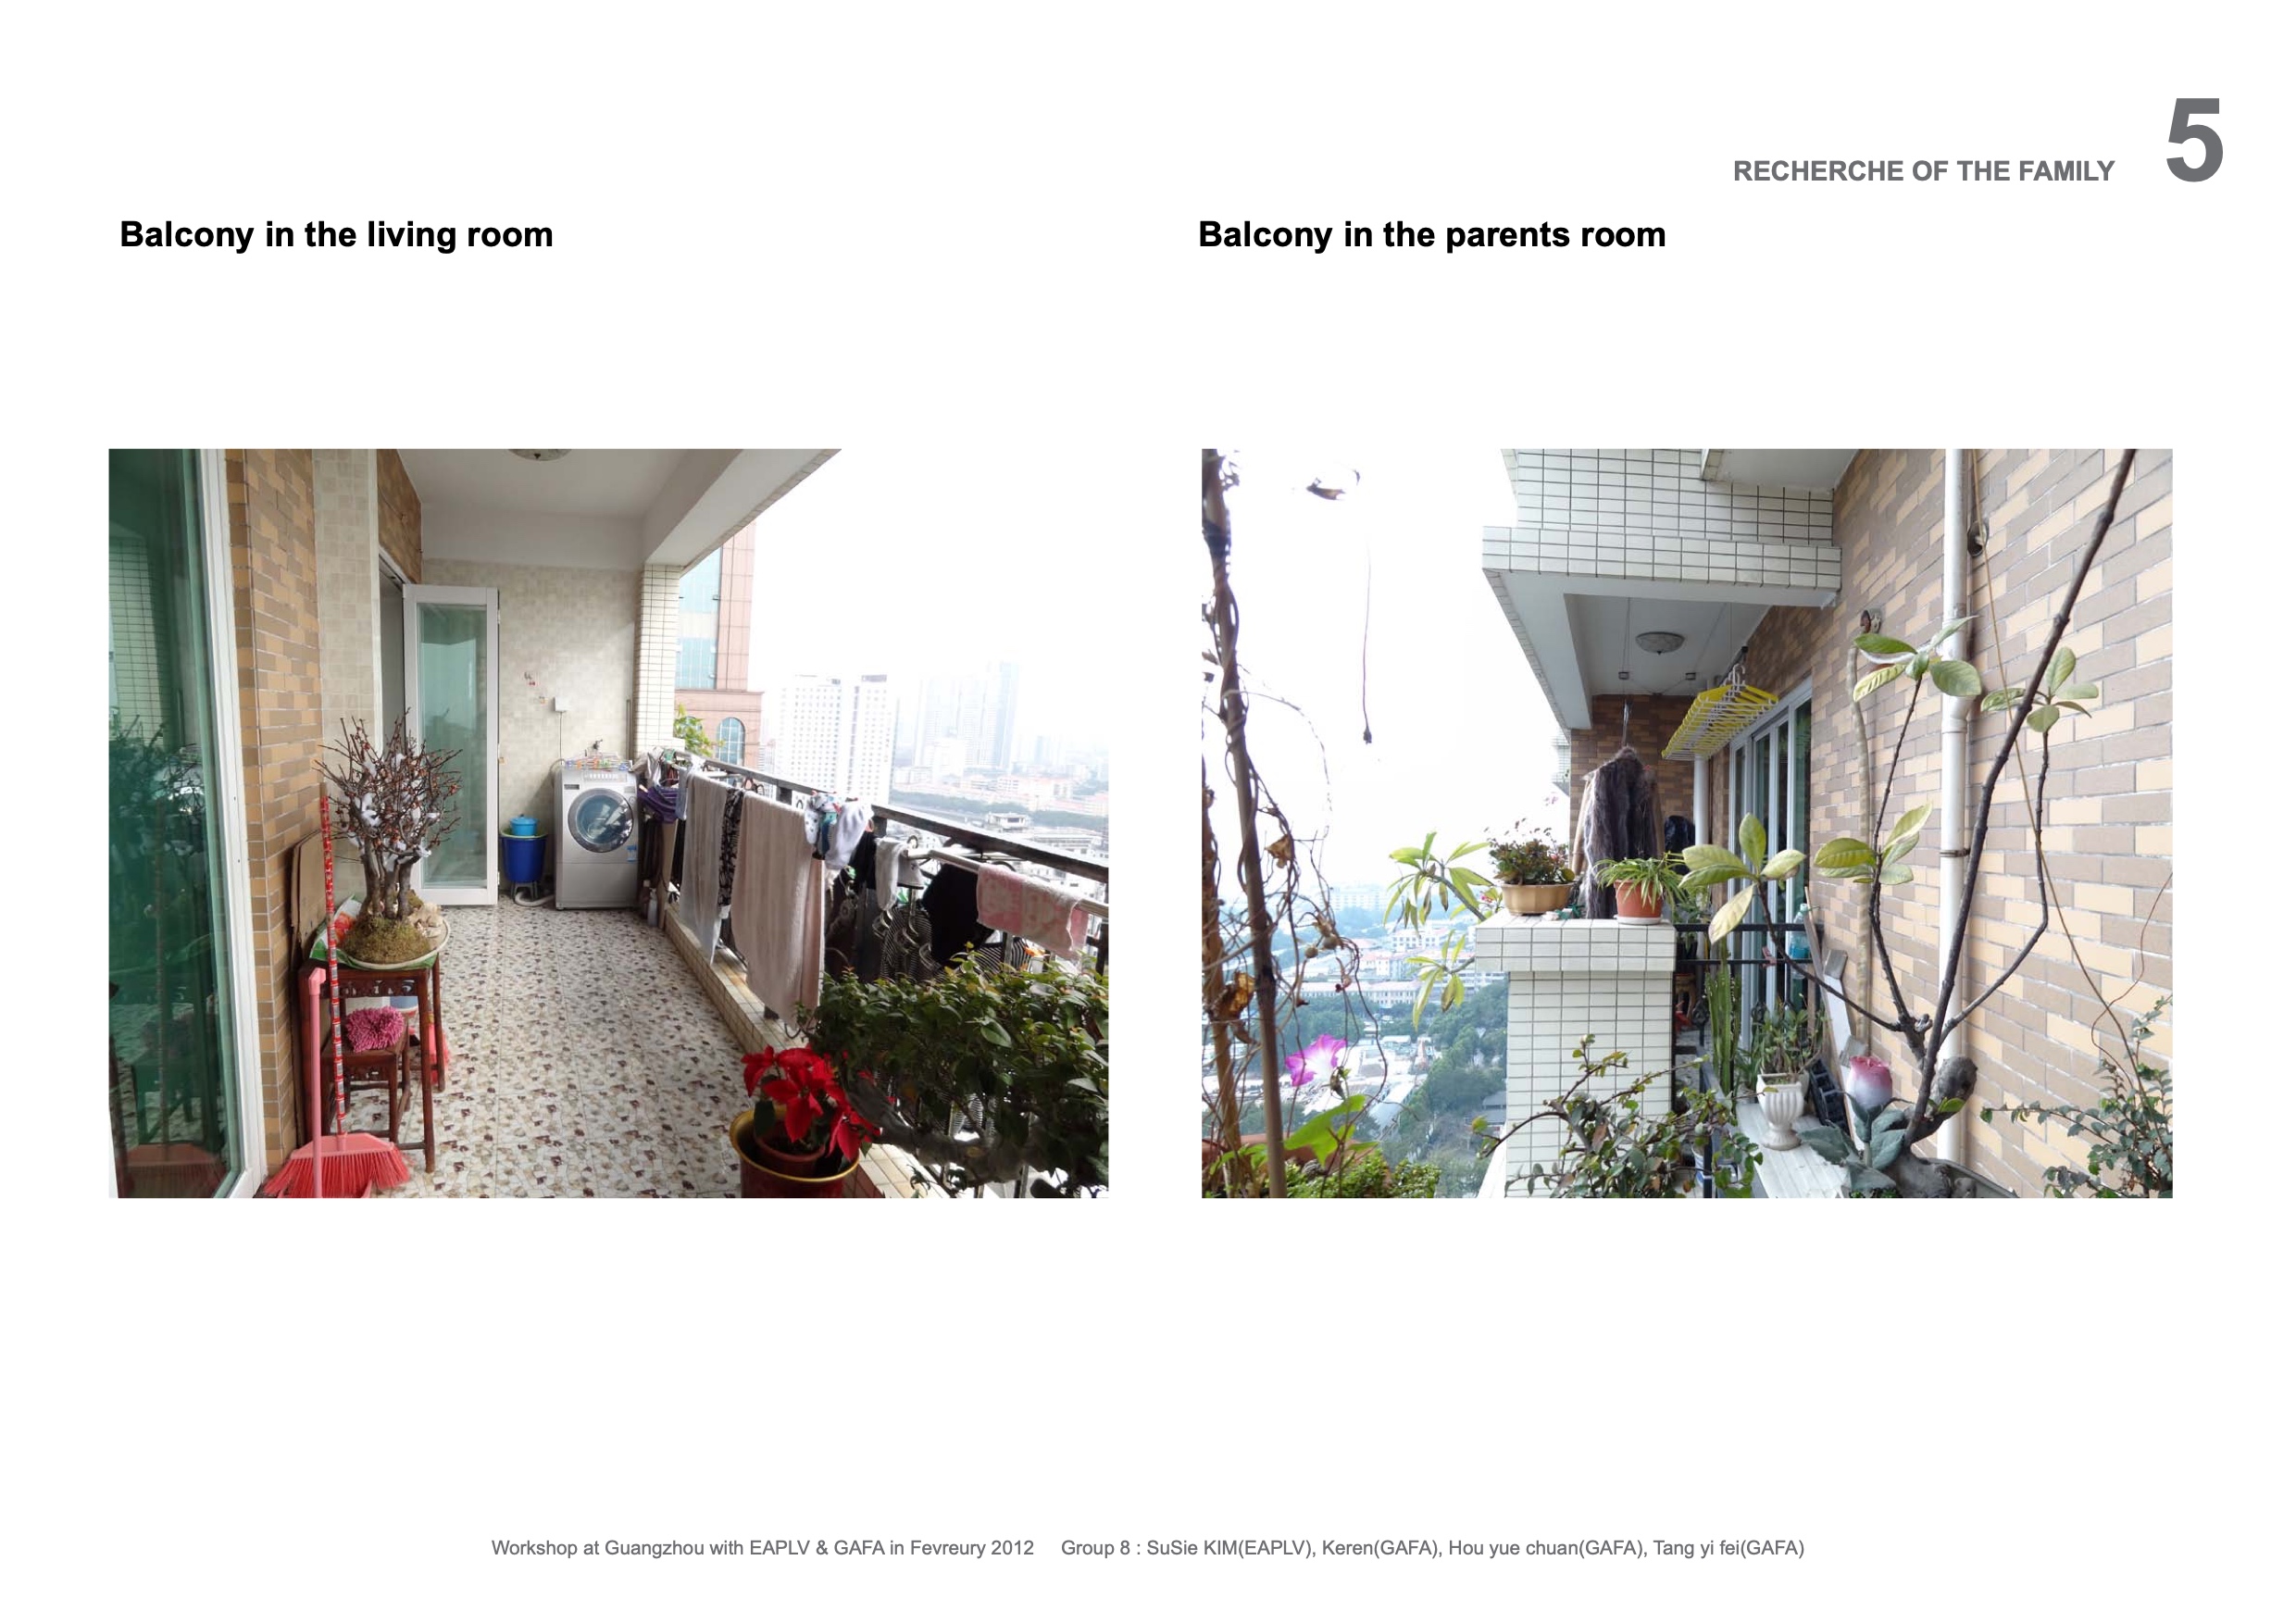 RECHERCHE OF THE FAMILY 5
Balcony in the living room
Balcony in the parents room
Workshop at Guangzhou with EAPLV & GAFA in Fevreury 2012 Group 8 : SuSie KIM(EAPLV), Keren(GAFA), Hou yue chuan(GAFA), Tang yi fei(GAFA)